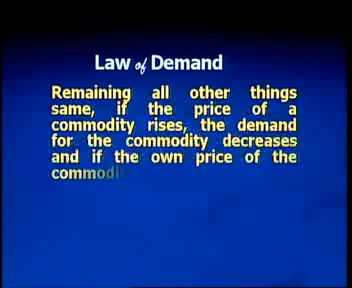 Law of Demand
Remaining all other things
same, if the price of a
commodity rises, the demand
for the commodity decreases
and if the own price of the
commodi